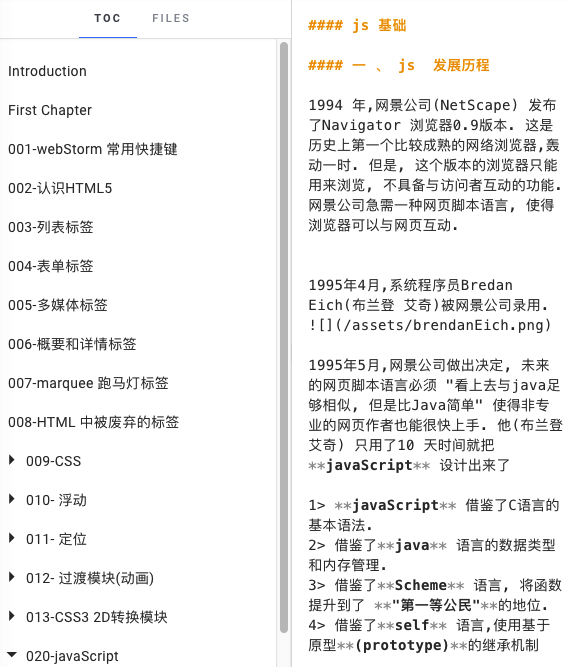 TOC
FILES
Introduction
First Chapter
001-webStorm 常用快捷键
002-认识HTML5
003-列表标签
004-表单标签
005-多媒体标签
006-概要和详情标签
007-marquee 跑马灯标签
008-HTML 中被废弃的标签
009-CSS
010- 浮动
011- 定位
012- 过渡模块(动画)
013-CSS3 2D转换模块
020-javaScript
#### js 基础
#### 一 、 js  发展历程
1994 年,网景公司(NetScape) 发布
了Navigator 浏览器0.9版本. 这是
历史上第一个比较成熟的网络浏览器,轰
动一时. 但是, 这个版本的浏览器只能
用来浏览, 不具备与访问者互动的功能.
网景公司急需一种网页脚本语言, 使得
浏览器可以与网页互动.
1995年4月,系统程序员Bredan
Eich(布兰登 艾奇)被网景公司录用.
![](/assets/brendanEich.png)
1995年5月,网景公司做出决定, 未来
的网页脚本语言必须 "看上去与java足
够相似, 但是比Java简单" 使得非专
业的网页作者也能很快上手. 他(布兰登
艾奇) 只用了10 天时间就把
**javaScript** 设计出来了
1> **javaScript** 借鉴了C语言的
基本语法.
2> 借鉴了**java** 语言的数据类型
和内存管理.
3> 借鉴了**Scheme** 语言, 将函数
提升到了 **"第一等公民"**的地位.
4> 借鉴了**self** 语言,使用基于
原型**(prototype)**的继承机制